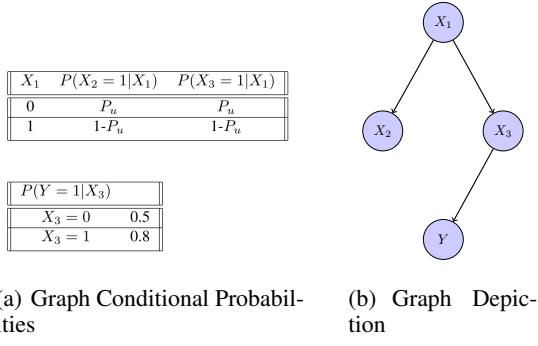 X₁ P(X₂ = 1|X₁) P(X₃ = 1|X₁)
0 Pᵤ Pᵤ
1 1-Pᵤ 1-Pᵤ
P(Y = 1|X₃)
X₃ = 0 0.5
X₃ = 1 0.8
(a) Graph Conditional Probabil-
ities
X₁
X₂ X₃
Y
(b) Graph Depic-
tion